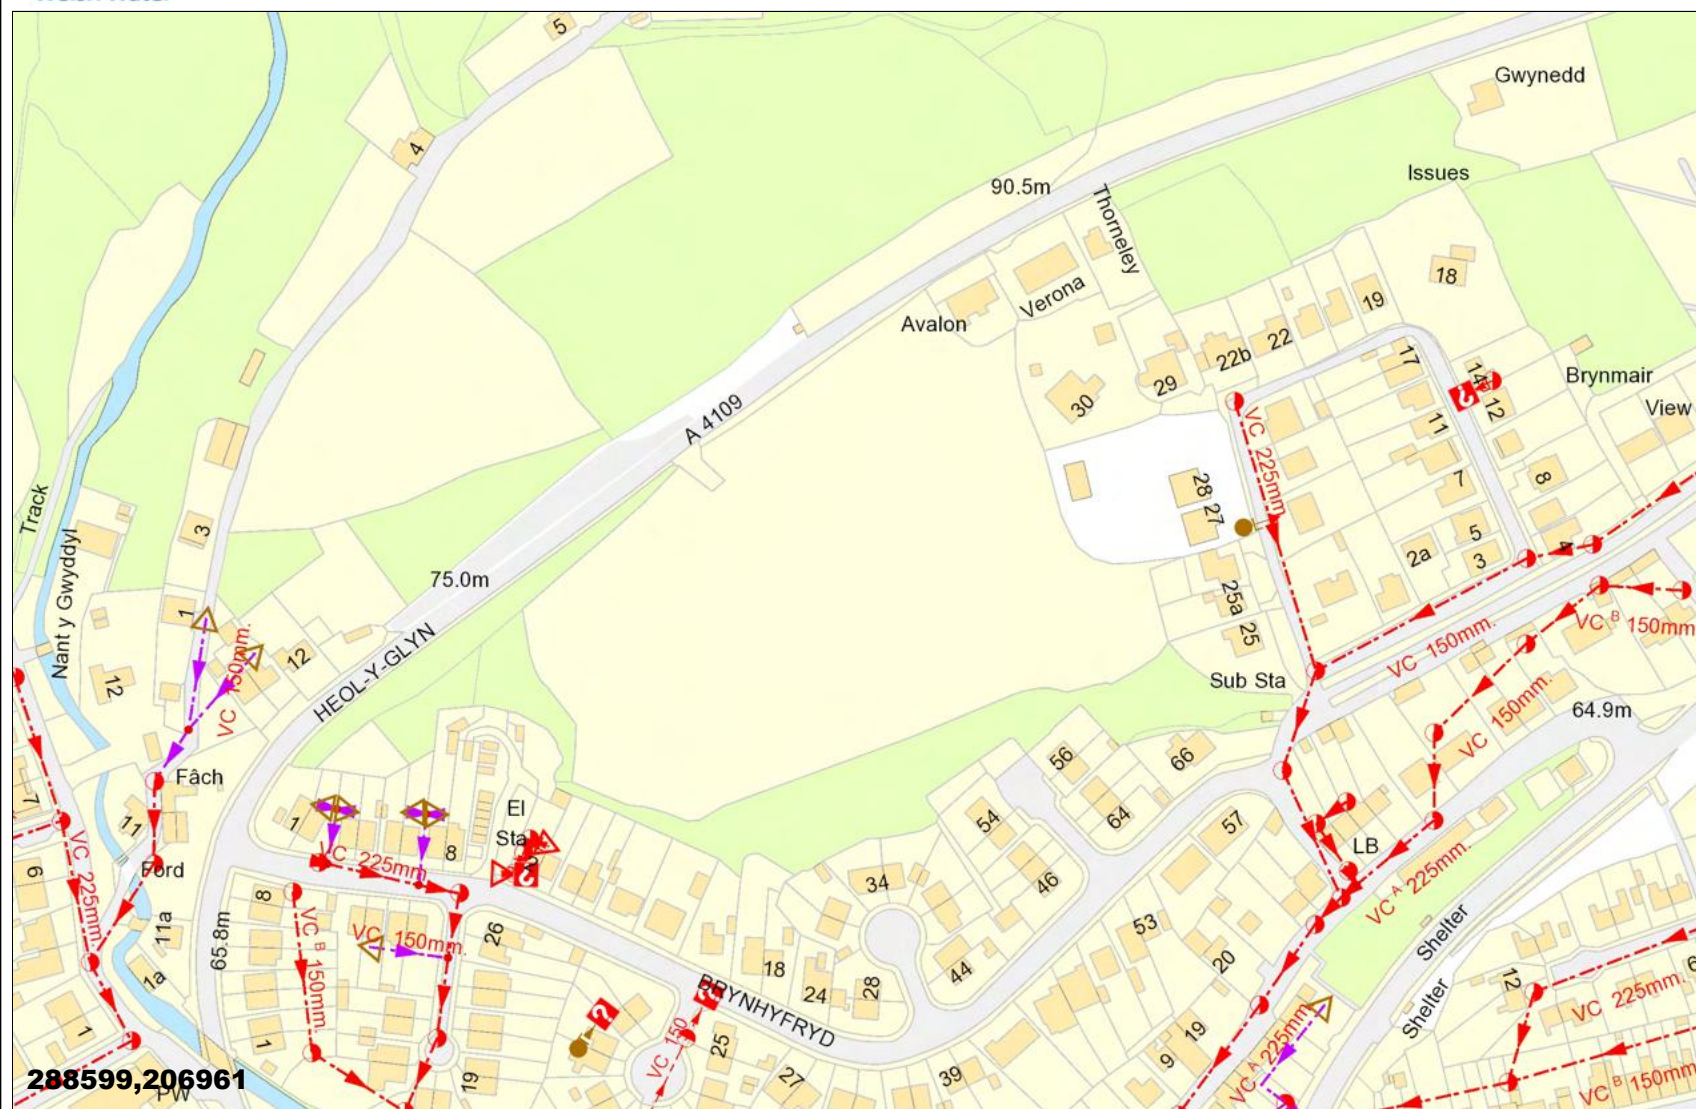 5
Gwynedd
4
Issues
90.5m
Thorneley
18
Verona
19
Avalon
22
22b
17
29
14
Brynmair
30
12
View
A 4109
11
VC 225mm
28
7
8
27
Track
3
5
4
2a
3
75.0m
Nant y Gwyddyl
1
25a
VC B 150mm
25
VC 150mm.
VC 150mm.
12
12
HEOL-Y-GLYN
Sub Sta
VC 150mm.
64.9m
56
66
Fâch
7
El
Sta
1
11
54
64
57
8
LB
VC 225mm.
Ford
6
VC 225mm.
34
46
VC A 225mm.
8
11a
65.8m
VC 150mm.
26
53
Shelter
VC B 150mm.
1a
18
44
20
12
6
24
28
BRYNHYFRYD
Shelter
VC 225mm.
1
1
VC 150
25
19
9
VC A 225mm.
19
27
39
VC B 150mm
288599,206961
PW